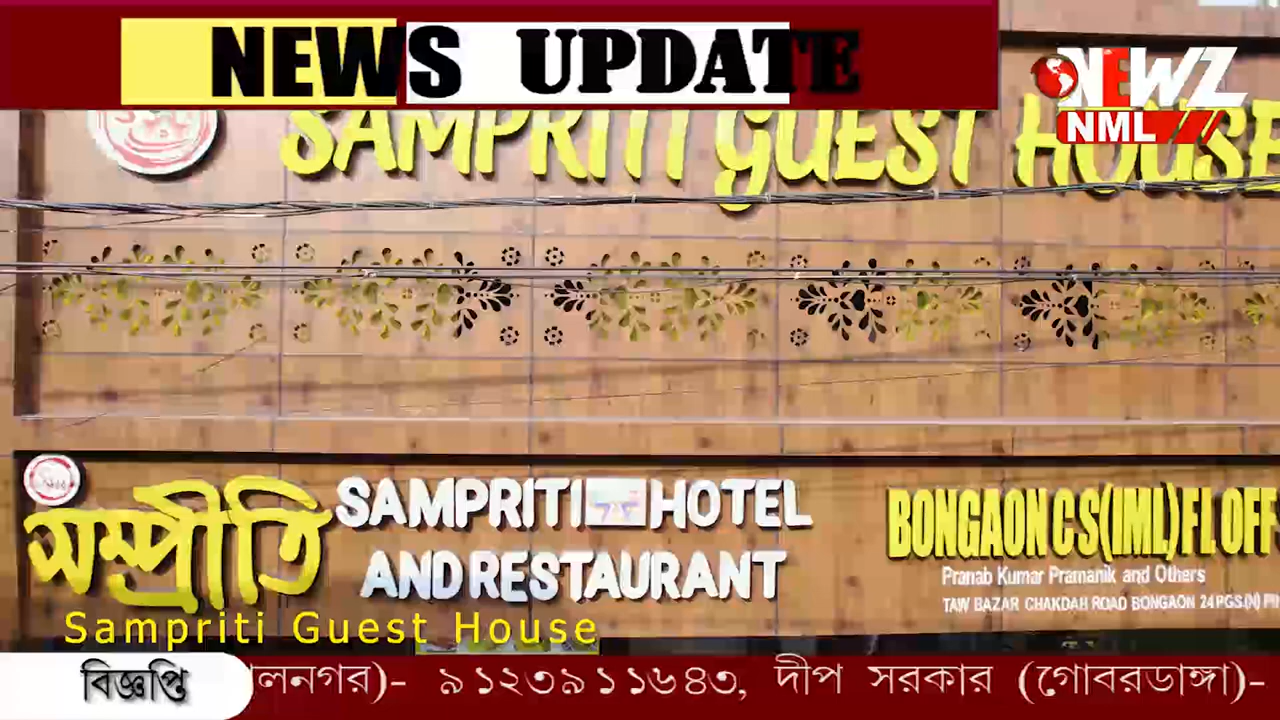 NEWS UPDATE
NEWZ
NML
SAMPRITI GUEST HOUSE
সম্প্রীতি
SAMPRITI HOTEL
AND RESTAURANT
BONGAON C S(IML) F.L OFF
Pranab Kumar Pramanik and Others
TAW BAZAR CHAKDAH ROAD BONGAON 24 PGS.(N)
Sampriti Guest House
বিজ্ঞপ্তি
লনগর)- ৯১২৩৯১১৬৪৩, দীপ সরকার (গোবরডাঙ্গা)-